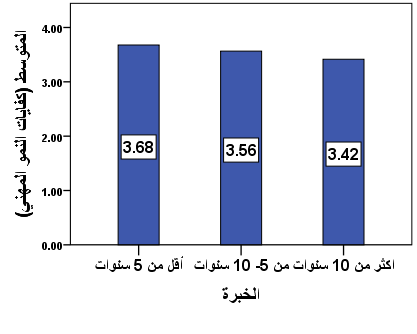 المتوسط (كفايات النمو المهني)
4.00
3.00
2.00
1.00
0.00
3.68
3.56
3.42
أقل من 5 سنوات
من 5- 10 سنوات
اكثر من 10 سنوات
الخبرة